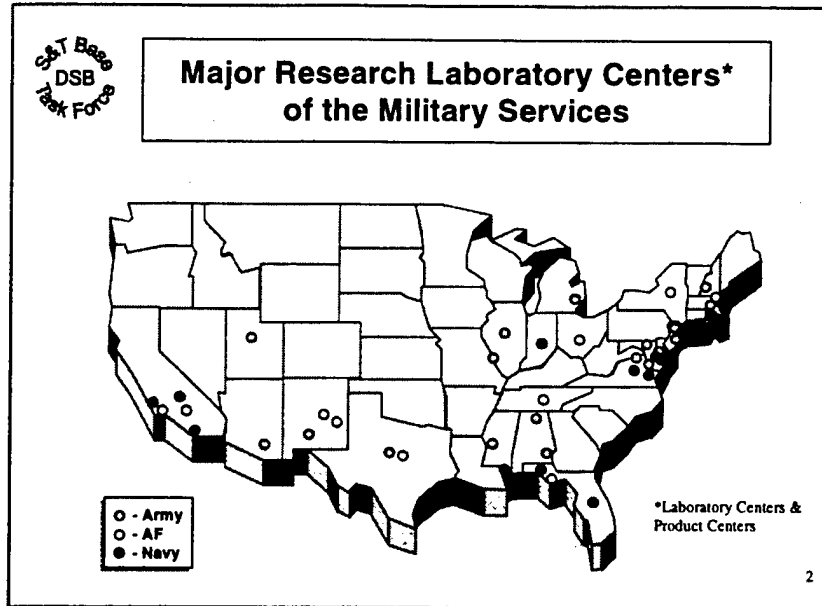 S&T Base
DSB
Task Force
Major Research Laboratory Centers*
of the Military Services
- Army
- AF
- Navy
*Laboratory Centers &
Product Centers
2